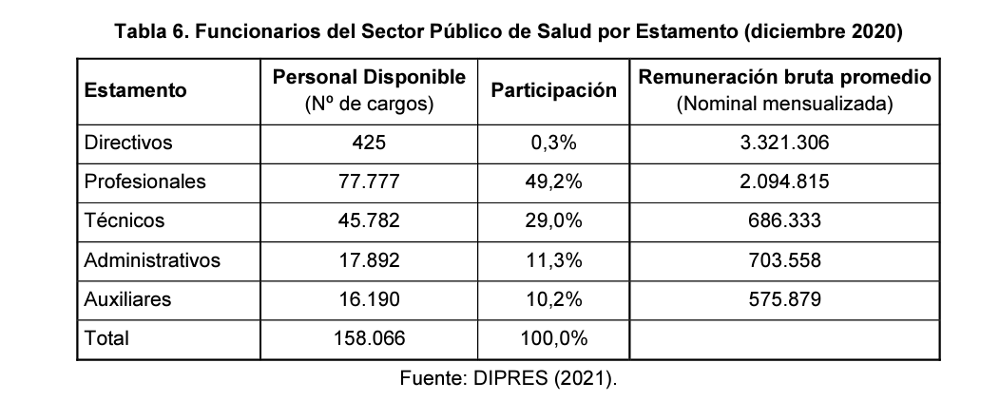 Tabla 6. Funcionarios del Sector Público de Salud por Estamento (diciembre 2020)
Estamento Personal Disponible (Nº de cargos) Participación Remuneración bruta promedio (Nominal mensualizada)
Directivos 425 0,3% 3.321.306
Profesionales 77.777 49,2% 2.094.815
Técnicos 45.782 29,0% 686.333
Administrativos 17.892 11,3% 703.558
Auxiliares 16.190 10,2% 575.879
Total 158.066 100,0%
Fuente: DIPRES (2021).